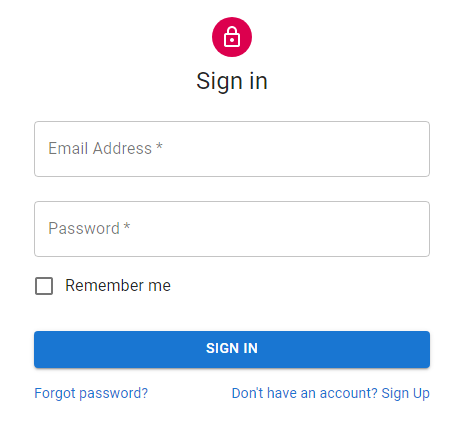 Sign in
Email Address *
Password *
Remember me
SIGN IN
Forgot password? Don't have an account? Sign Up